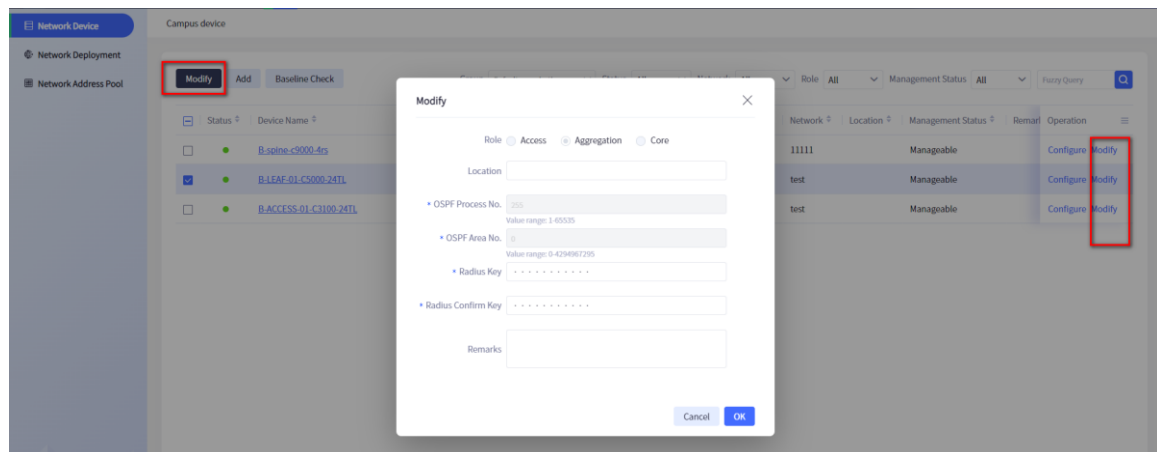 Network Device
Campus device
Network Deployment
Network Address Pool
Modify Add Baseline Check Role All Management Status All Fuzzy Query
Status Device Name Network Location Management Status Remar Operation
B-spine-c9000-4rs 11111 Manageable Configure Modify
B-LEAF-01-C5000-24TL test Manageable Configure Modify
B-ACCESS-01-C3100-24TL test Manageable Configure Modify
Modify
Role Access Aggregation Core
Location
* OSPF Process No. 255
Value range: 1-65535
* OSPF Area No. 0
Value range: 0-4294967295
* Radius Key
* Radius Confirm Key
Remarks
Cancel OK